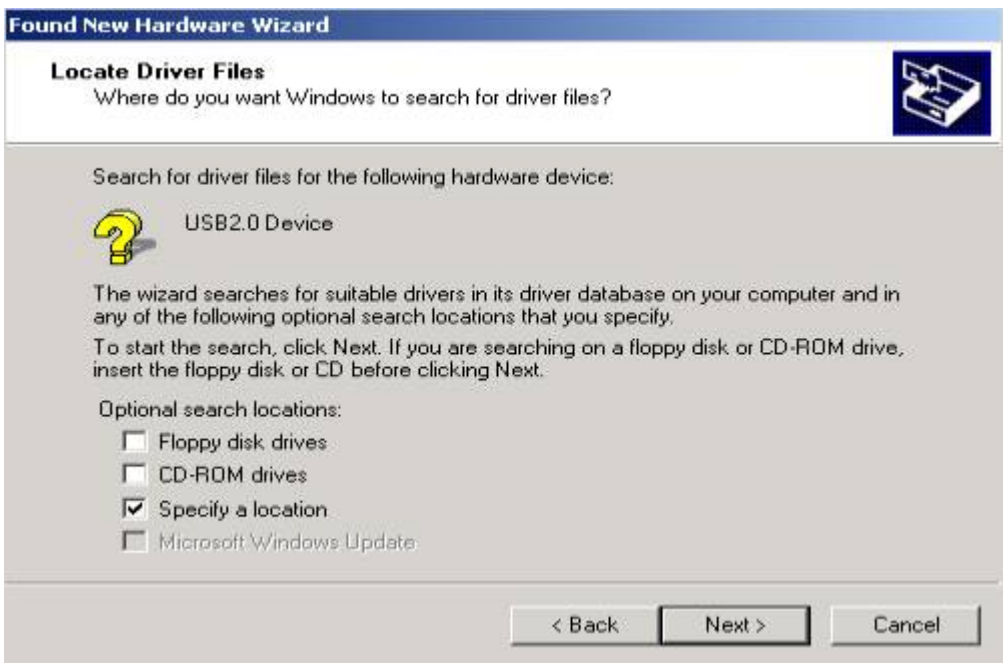 Found New Hardware Wizard
Locate Driver Files
Where do you want Windows to search for driver files?
Search for driver files for the following hardware device:
USB2.0 Device
The wizard searches for suitable drivers in its driver database on your computer and in
any of the following optional search locations that you specify.
To start the search, click Next. If you are searching on a floppy disk or CD-ROM drive,
insert the floppy disk or CD before clicking Next.
Optional search locations:
Floppy disk drives
CD-ROM drives
Specify a location
Microsoft Windows Update
< Back Next > Cancel